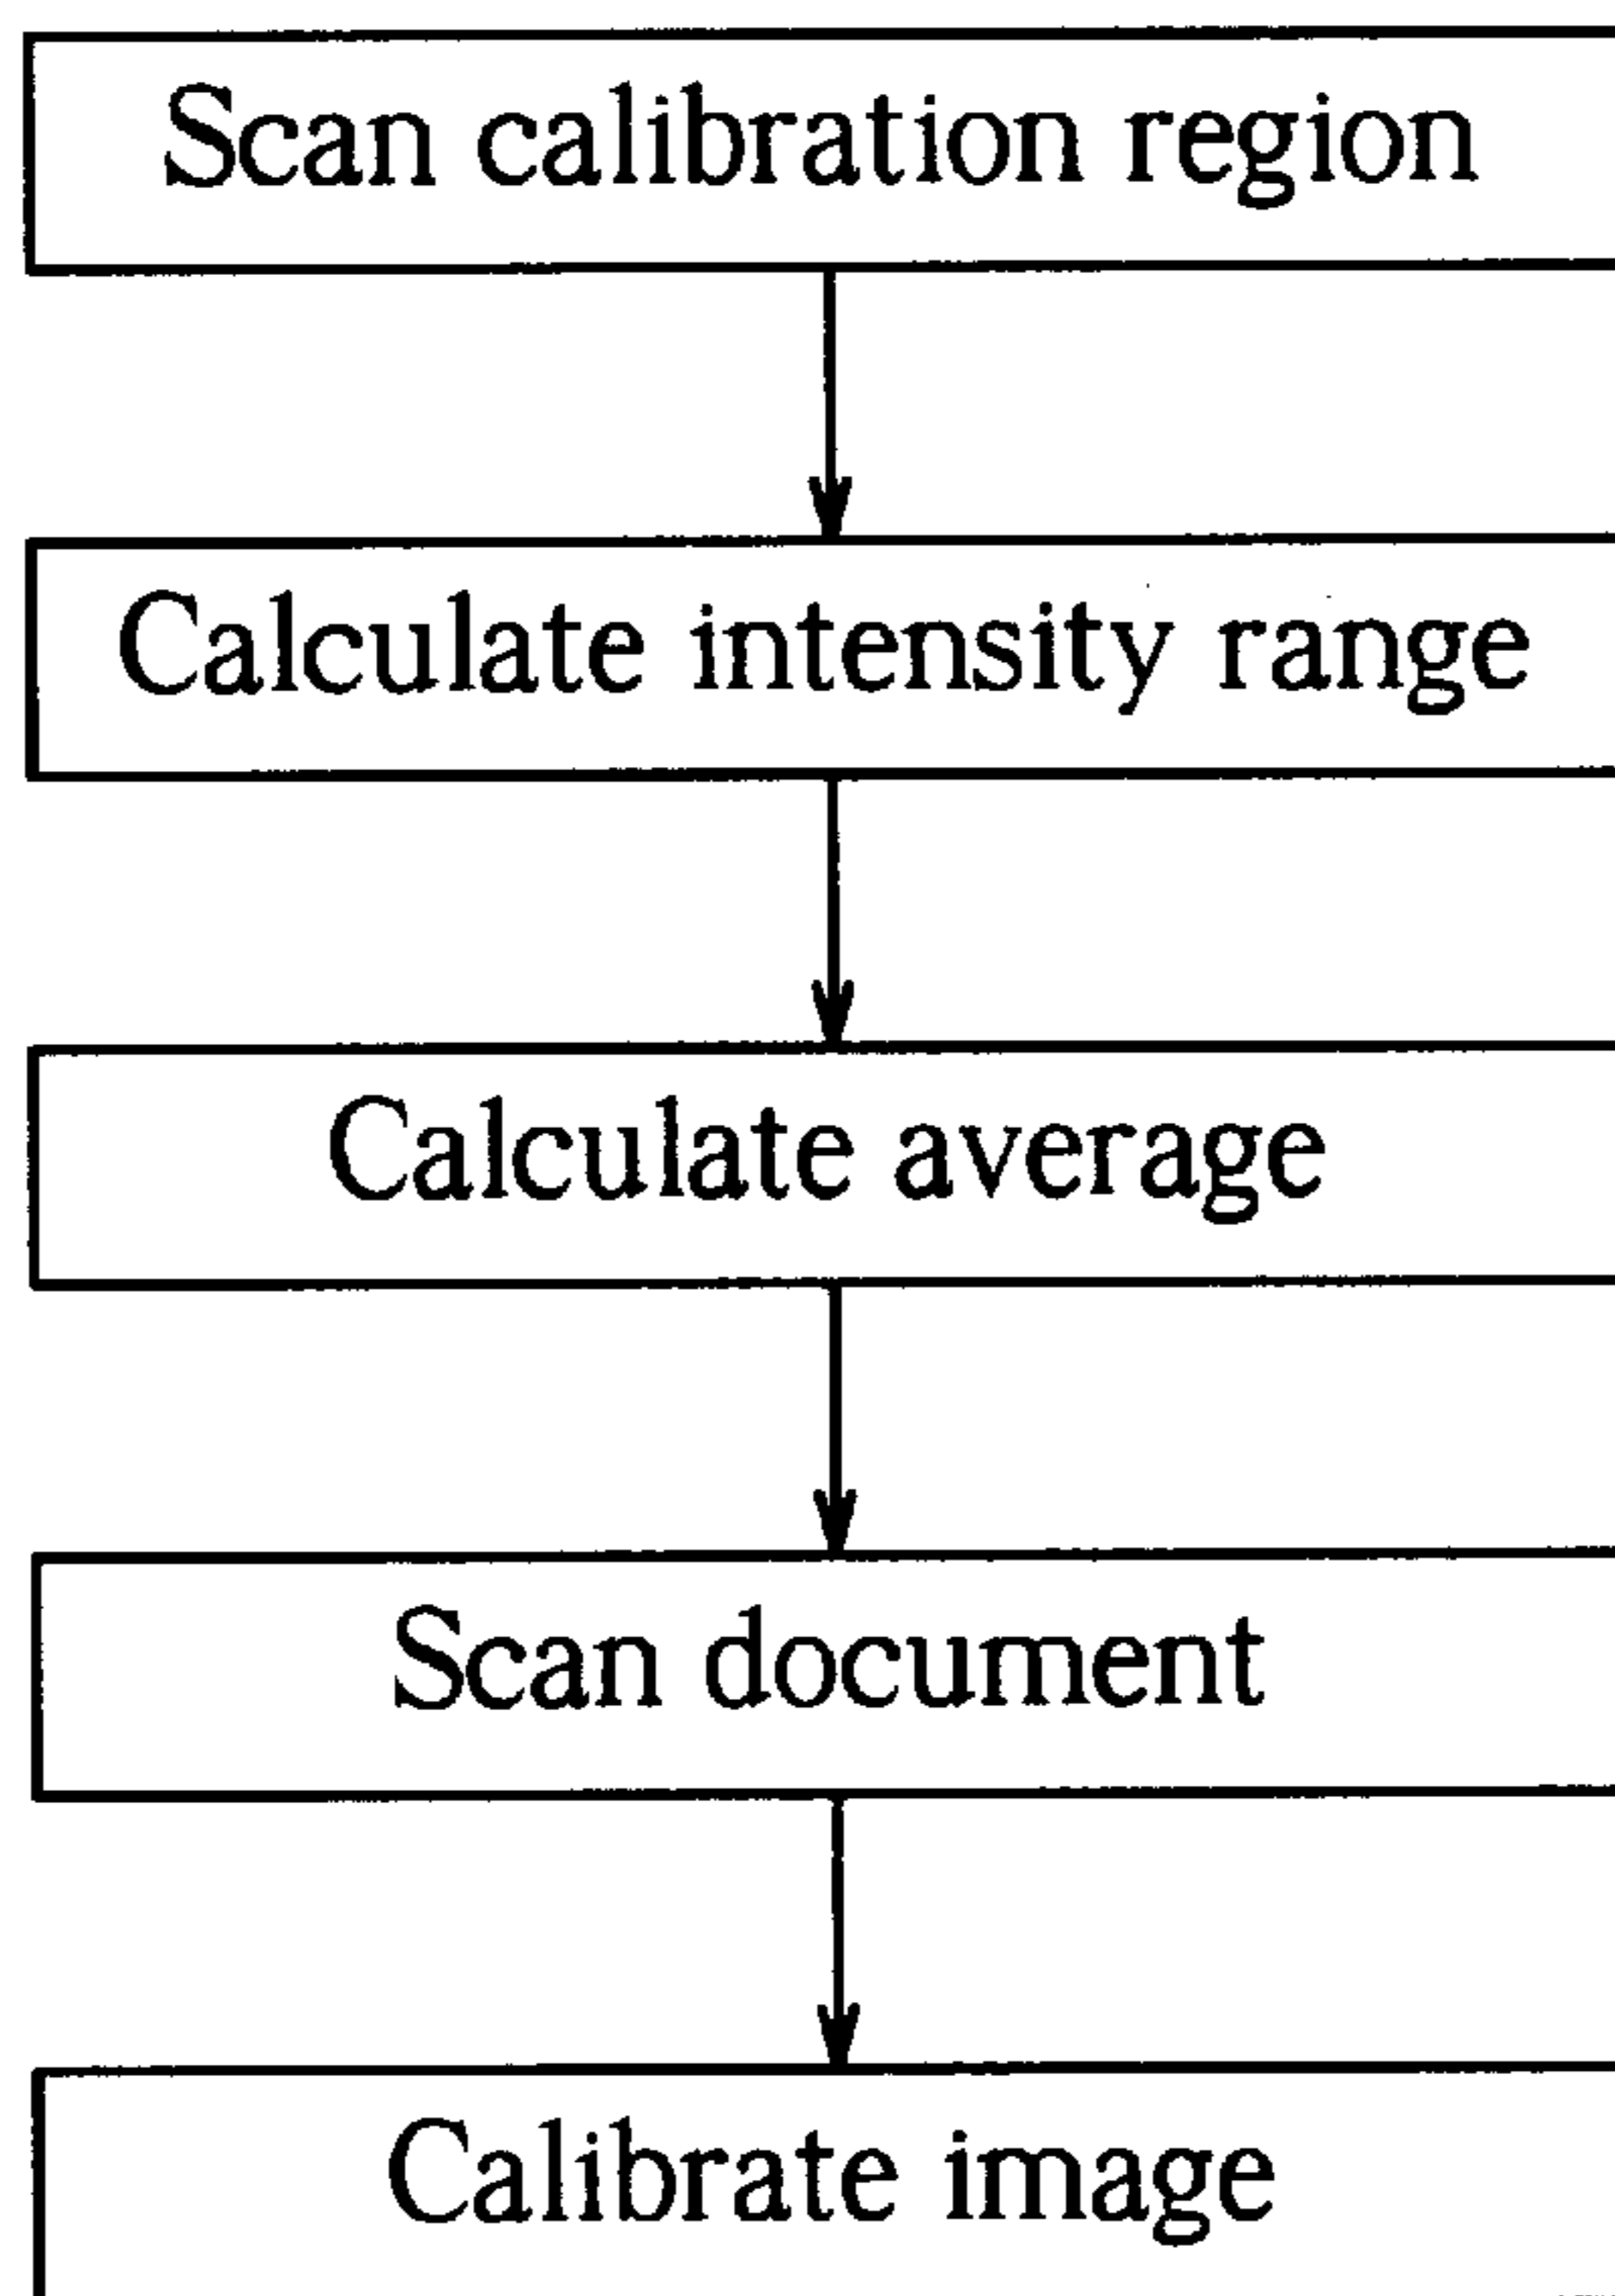 Scan calibration region
Calculate intensity range
Calculate average
Scan document
Calibrate image